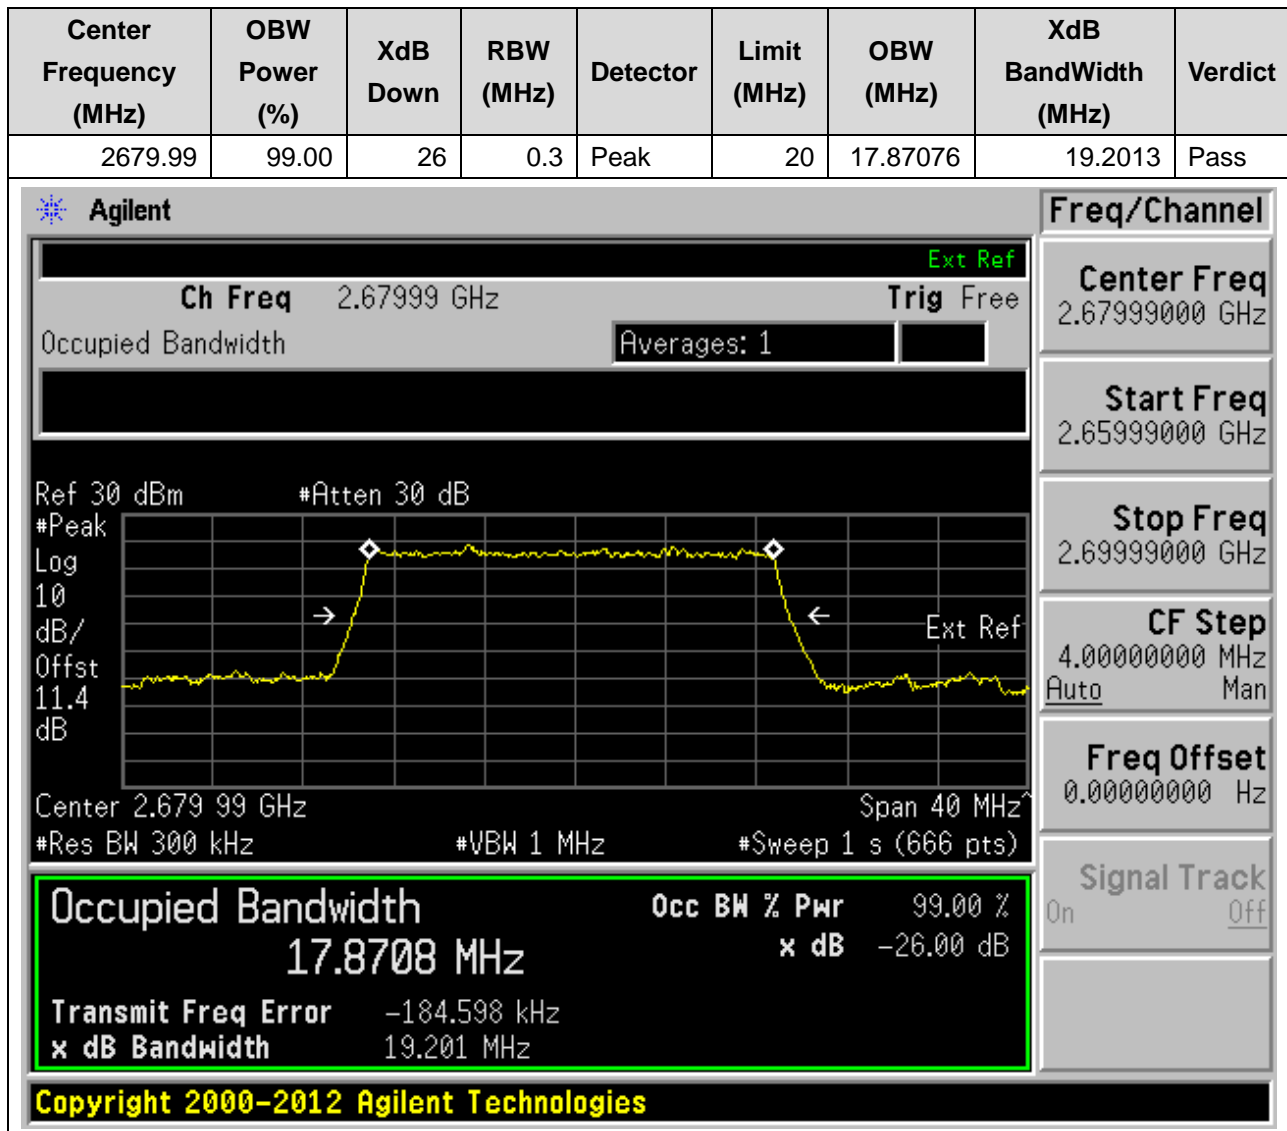 Center Frequency (MHz) OBW Power (%) XdB Down RBW (MHz) Detector Limit (MHz) OBW (MHz) XdB BandWidth (MHz) Verdict
2679.99 99.00 26 0.3 Peak 20 17.87076 19.2013 Pass
Agilent
Freq/Channel
Ext Ref
Ch Freq 2.67999 GHz Trig Free
Occupied Bandwidth Averages: 1
Center Freq
2.67999000 GHz
Start Freq
2.65999000 GHz
Stop Freq
2.69999000 GHz
CF Step
4.00000000 MHz
Auto Man
Freq Offset
0.00000000 Hz
Signal Track
On Off
Ref 30 dBm #Atten 30 dB
#Peak
Log
10
dB/
Offst
11.4
dB
Ext Ref
Center 2.679 99 GHz Span 40 MHz^
#Res BW 300 kHz #VBW 1 MHz #Sweep 1 s (666 pts)
Occupied Bandwidth Occ BW % Pwr 99.00 %
17.8708 MHz x dB -26.00 dB
Transmit Freq Error -184.598 kHz
x dB Bandwidth 19.201 MHz
Copyright 2000-2012 Agilent Technologies